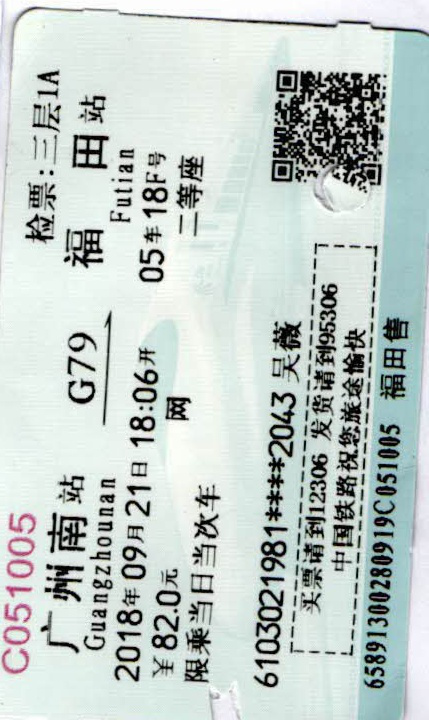 C051005 检票:三层1A
广州南站 G79 福田站
Guangzhounan Futian
2018年09月21日18:06开 05车18F号
￥82.0元 网 二等座
限乘当日当次车
6103021981****2043 吴薇
买票请到12306 发货请到95306
中国铁路祝您旅途愉快
65891300280919C051005 福田售